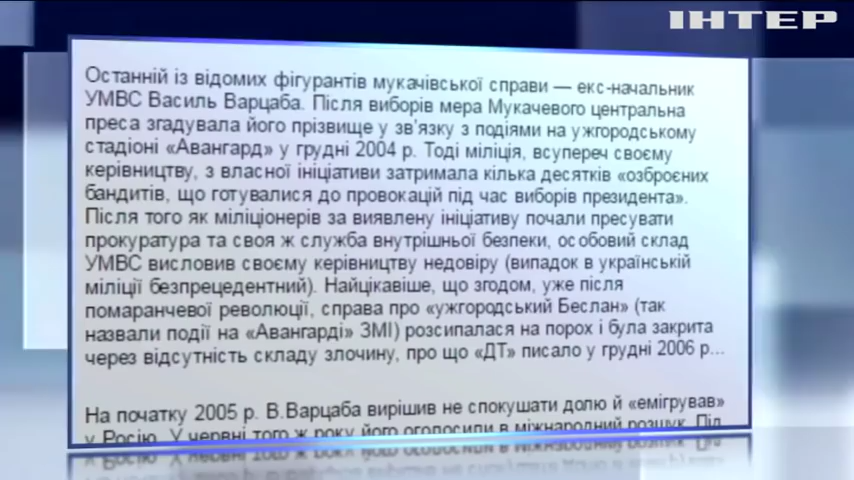 ІНТЕР
Останній із відомих фігурантів мукачівської справи — екс-начальник
УМВС Василь Варцаба. Після виборів мера Мукачевого центральна
преса згадувала його прізвище у зв'язку з подіями на ужгородському
стадіоні «Авангард» у грудні 2004 р. Тоді міліція, всупереч своєму
керівництву, з власної ініціативи затримала кілька десятків «озброєних
бандитів, що готувалися до провокацій під час виборів президента».
Після того як міліціонерів за виявлену ініціативу почали пресувати
прокуратура та своя ж служба внутрішньої безпеки, особовий склад
УМВС висловив своєму керівництву недовіру (випадок в українській
міліції безпрецедентний). Найцікавіше, що згодом, уже після
помаранчевої революції, справа про «ужгородський Беслан» (так
назвали події на «Авангарді» ЗМІ) розсипалася на порох і була закрита
через відсутність складу злочину, про що «ДТ» писало у грудні 2006 р...
На початку 2005 р. В.Варцаба вирішив не спокушати долю й «емігрував»
у Росію. У червні того ж року його оголосили в міжнародний розшук. Під